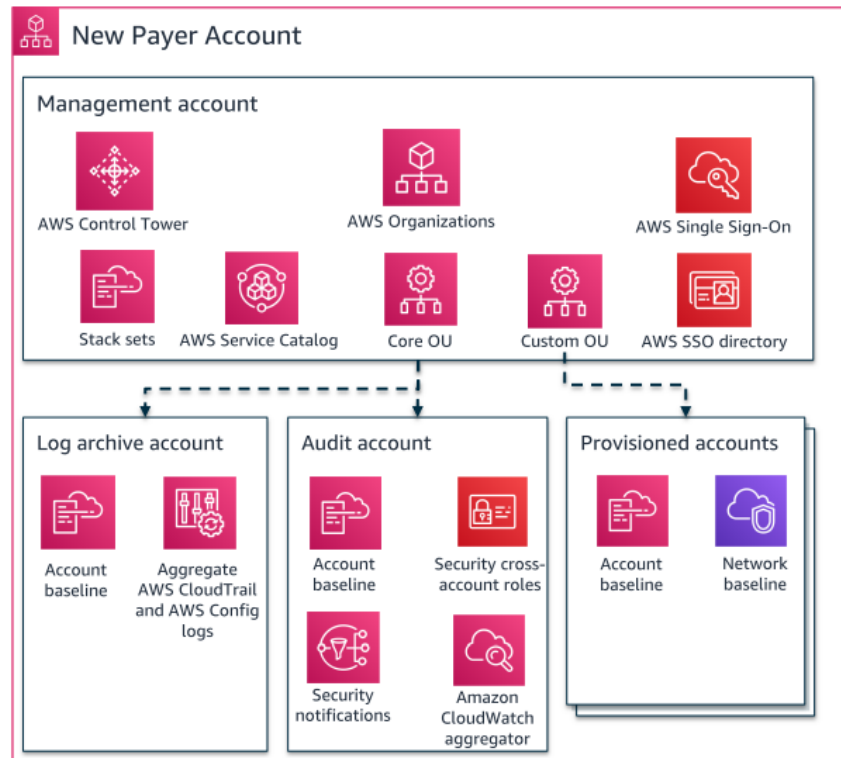 New Payer Account
Management account
AWS Control Tower
AWS Organizations
AWS Single Sign-On
Stack sets
AWS Service Catalog
Core OU
Custom OU
AWS SSO directory
Log archive account
Account
baseline
Aggregate
AWS CloudTrail
and AWS Config
logs
Audit account
Account
baseline
Security cross-
account roles
Security
notifications
Amazon
CloudWatch
aggregator
Provisioned accounts
Account
baseline
Network
baseline